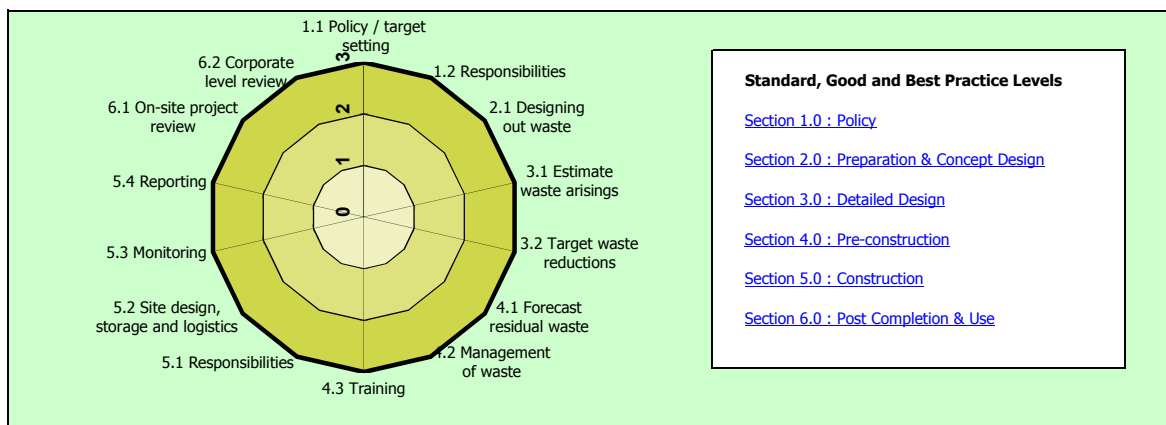 1.1 Policy / target
setting
1.2 Responsibilities
2.1 Designing
out waste
3.1 Estimate
waste arisings
3.2 Target waste
reductions
4.1 Forecast
residual waste
4.2 Management
of waste
4.3 Training
5.1 Responsibilities
5.2 Site design,
storage and logistics
5.3 Monitoring
5.4 Reporting
6.1 On-site project
review
6.2 Corporate
level review
3
2
1
0
Standard, Good and Best Practice Levels
Section 1.0 : Policy
Section 2.0 : Preparation & Concept Design
Section 3.0 : Detailed Design
Section 4.0 : Pre-construction
Section 5.0 : Construction
Section 6.0 : Post Completion & Use